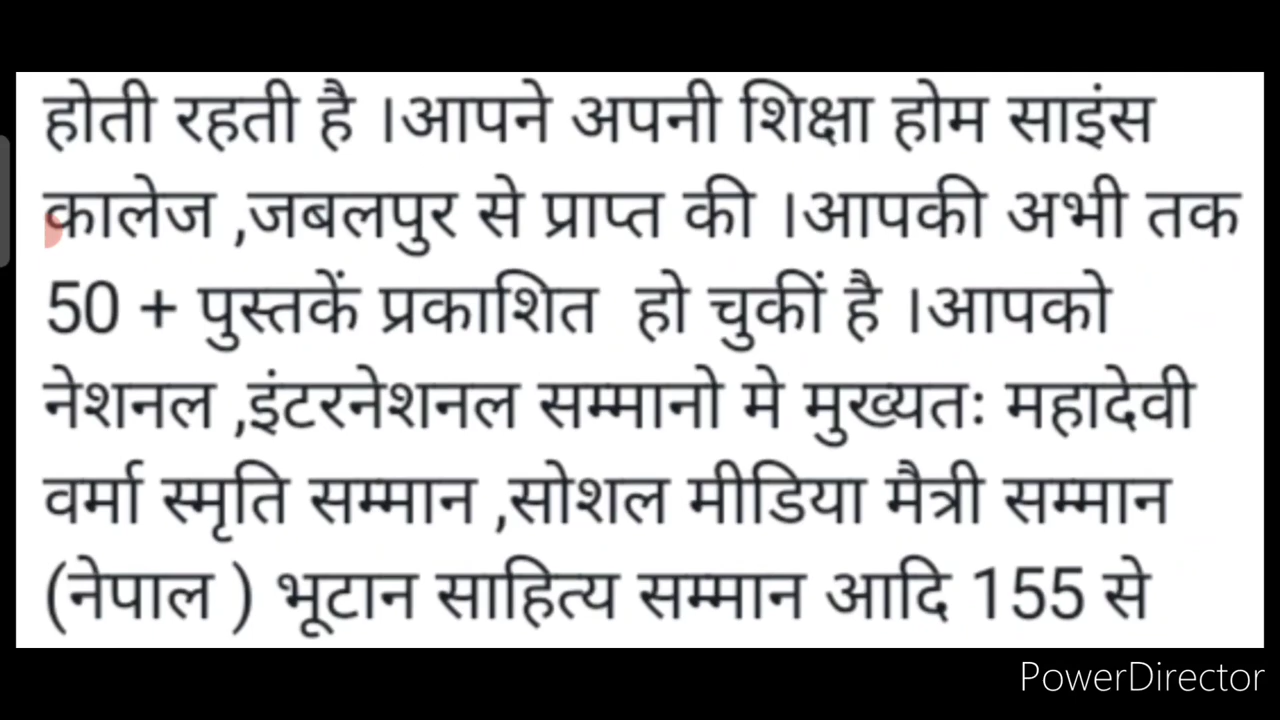 होती रहती है ।आपने अपनी शिक्षा होम साइंस
कालेज ,जबलपुर से प्राप्त की ।आपकी अभी तक
50 + पुस्तकें प्रकाशित हो चुकीं है ।आपको
नेशनल ,इंटरनेशनल सम्मानो मे मुख्यतः महादेवी
वर्मा स्मृति सम्मान ,सोशल मीडिया मैत्री सम्मान
(नेपाल ) भूटान साहित्य सम्मान आदि 155 से
PowerDirector